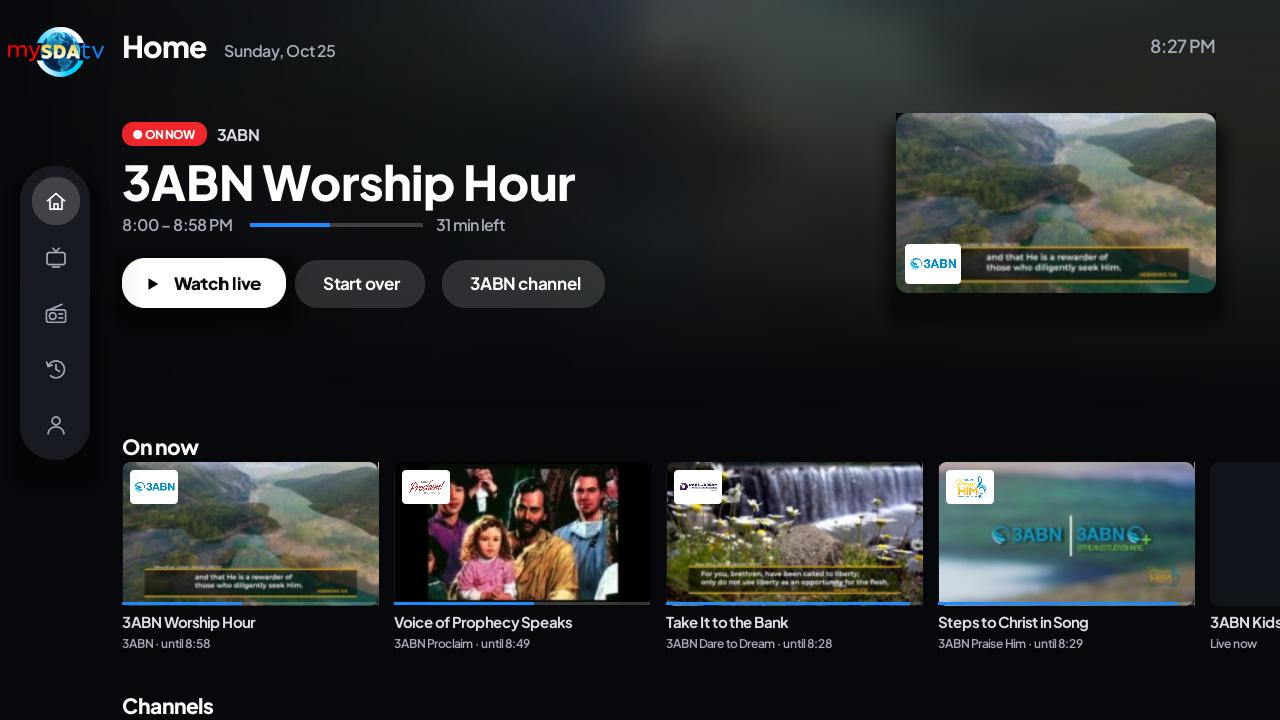 mySDAtv
Home
Sunday, Oct 25
8:27 PM
ON NOW
3ABN
3ABN Worship Hour
8:00 – 8:58 PM
31 min left
Watch live
Start over
3ABN channel
3ABN
and that He is a rewarder of
those who diligently seek Him.
On now
3ABN
and that He is a rewarder of
those who diligently seek Him.
Proclaim!
DARE TO DREAM
For you, brethren, have been called to liberty;
only do not use liberty as an opportunity for the flesh,
HIM
3ABN
3ABN+
3ABN Worship Hour
3ABN · until 8:58
Voice of Prophecy Speaks
3ABN Proclaim · until 8:49
Take It to the Bank
3ABN Dare to Dream · until 8:28
Steps to Christ in Song
3ABN Praise Him · until 8:29
3ABN Kids
Live now
Channels